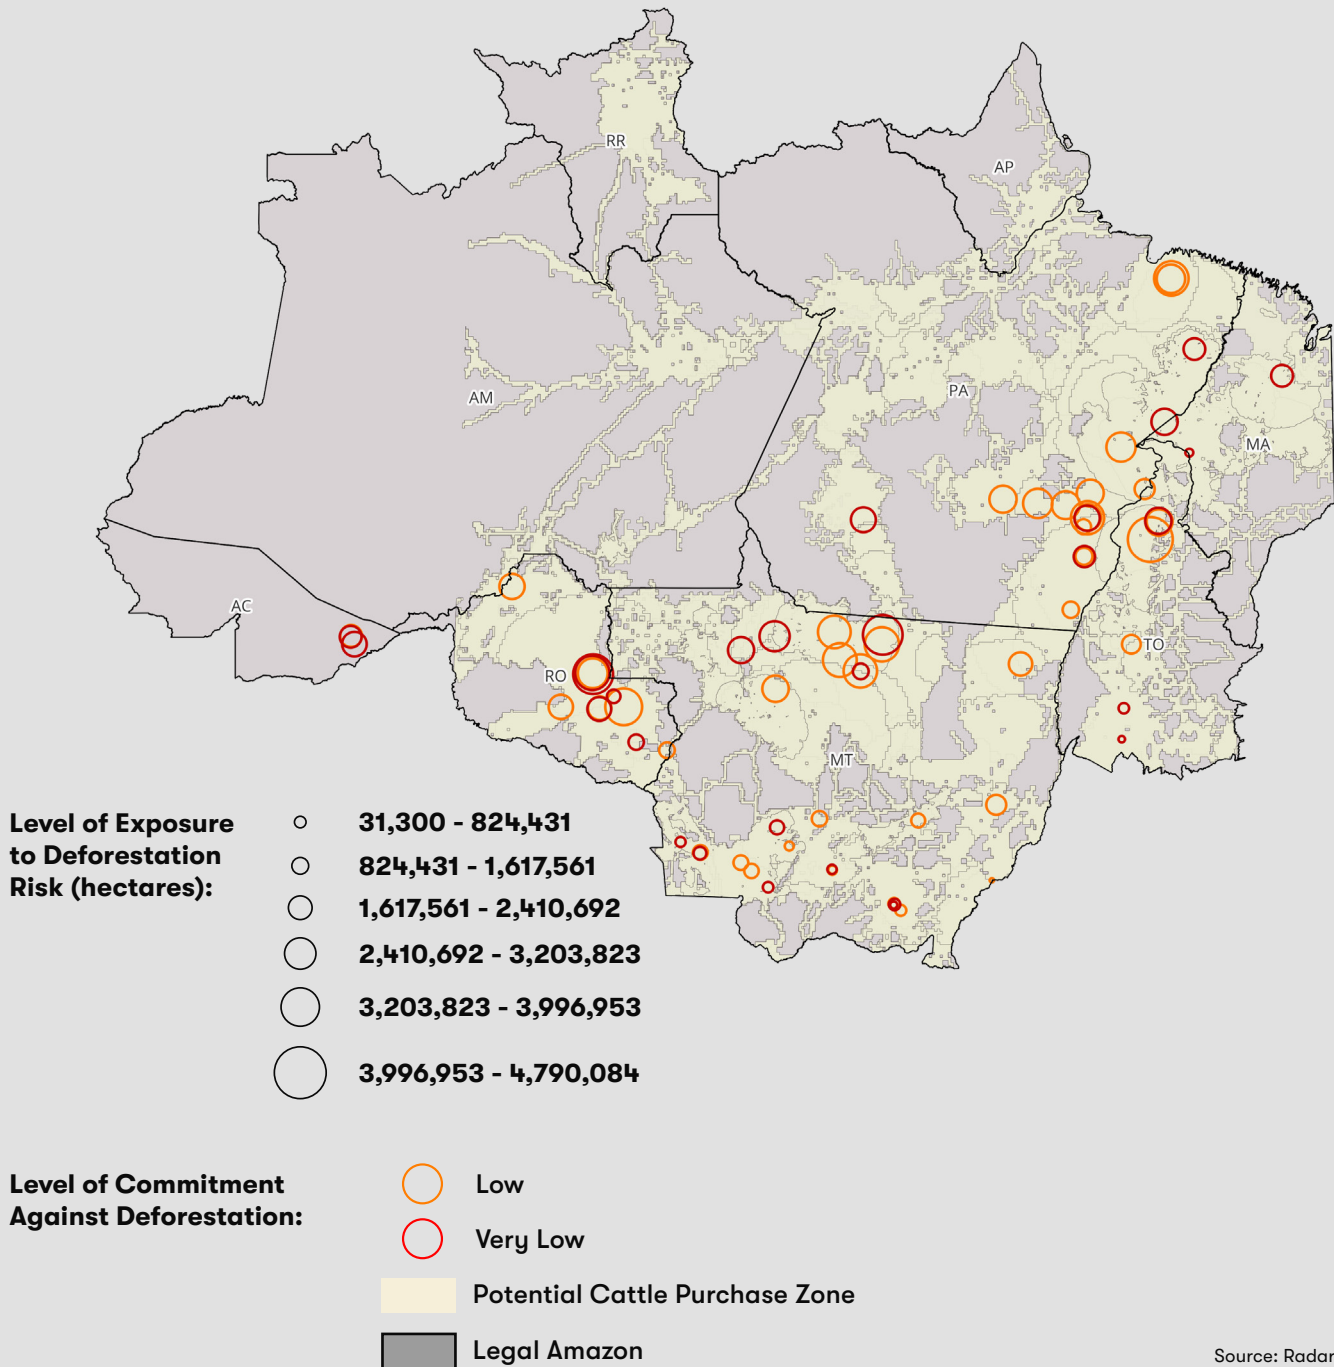 RR
AP
AM
PA
MA
AC
RO
TO
MT
Level of Exposure
to Deforestation
Risk (hectares):
31,300 - 824,431
824,431 - 1,617,561
1,617,561 - 2,410,692
2,410,692 - 3,203,823
3,203,823 - 3,996,953
3,996,953 - 4,790,084
Level of Commitment
Against Deforestation:
Low
Very Low
Potential Cattle Purchase Zone
Legal Amazon
Source: Radar